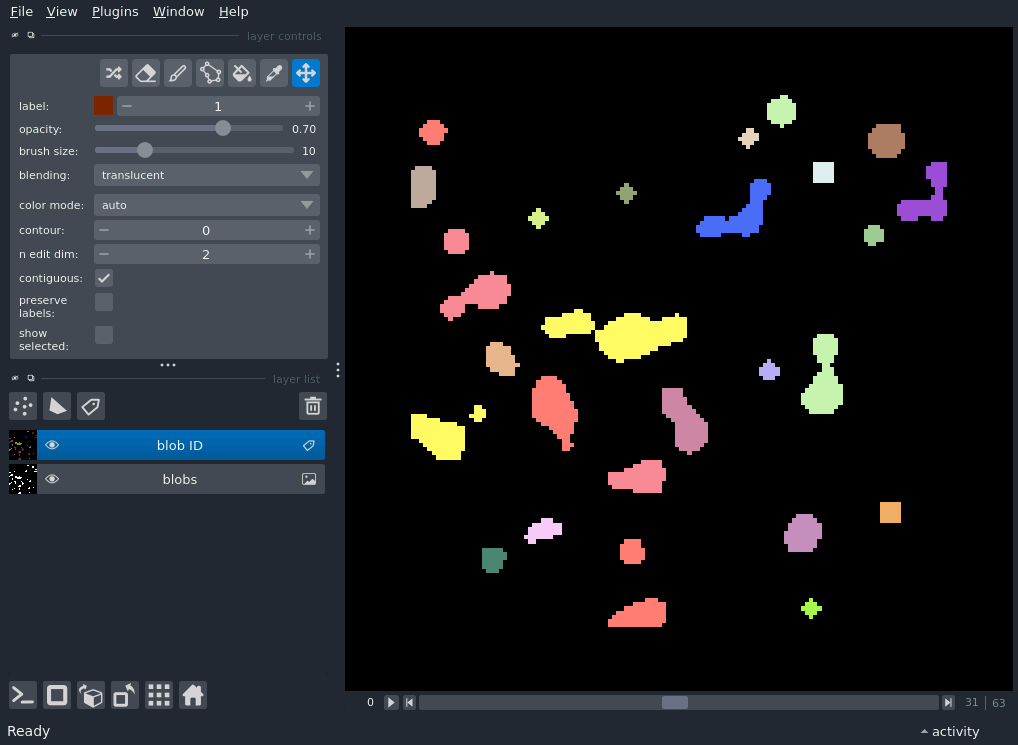 File View Plugins Window Help
layer controls
label: 1
opacity: 0.70
brush size: 10
blending: translucent
color mode: auto
contour: 0
n edit dim: 2
contiguous:
preserve
labels:
show
selected:
layer list
blob ID
blobs
0 31 | 63
Ready activity